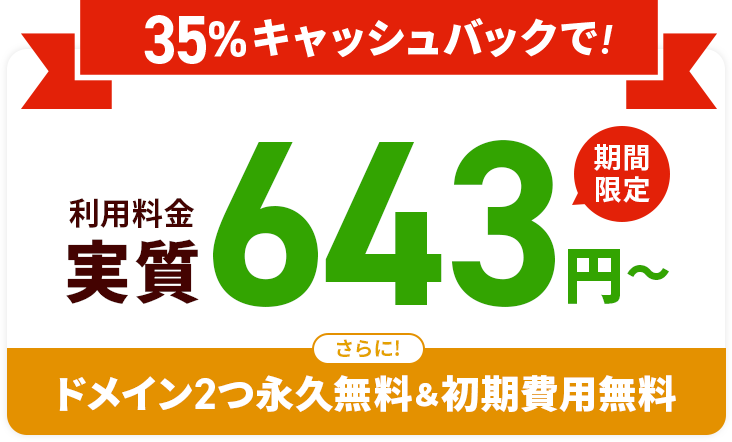 35%キャッシュバックで!
期間
限定
利用料金
実質643円〜
さらに!
ドメイン2つ永久無料&初期費用無料